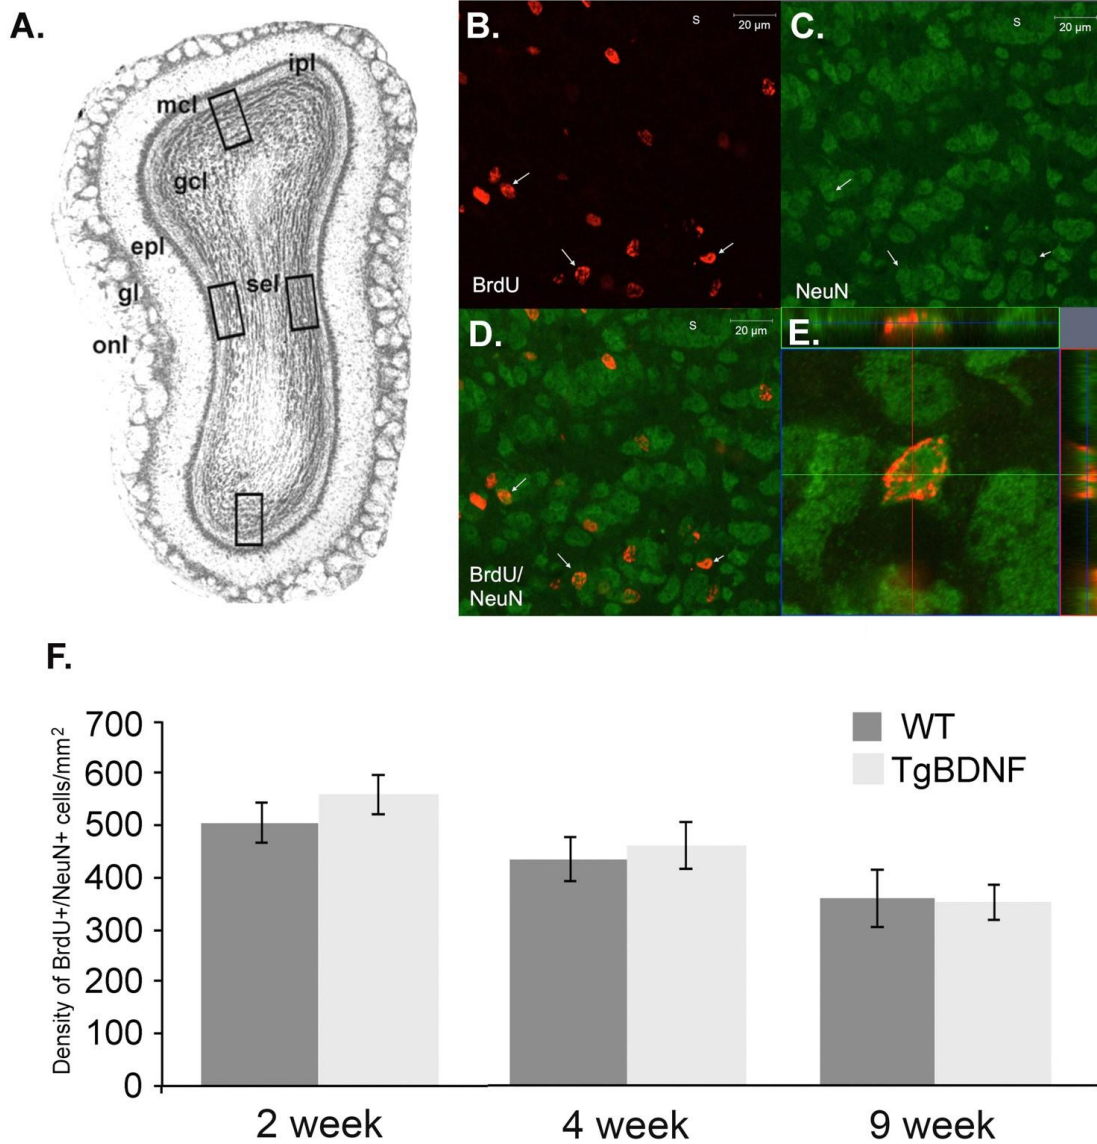 A.
ipl
mcl
gcl
epl
sel
gl
onl
B.
S
20 µm
BrdU
C.
S
20 µm
NeuN
D.
S
20 µm
BrdU/
NeuN
E.
F.
Density of BrdU+/NeuN+ cells/mm²
700
600
500
400
300
200
100
0
WT
TgBDNF
2 week
4 week
9 week